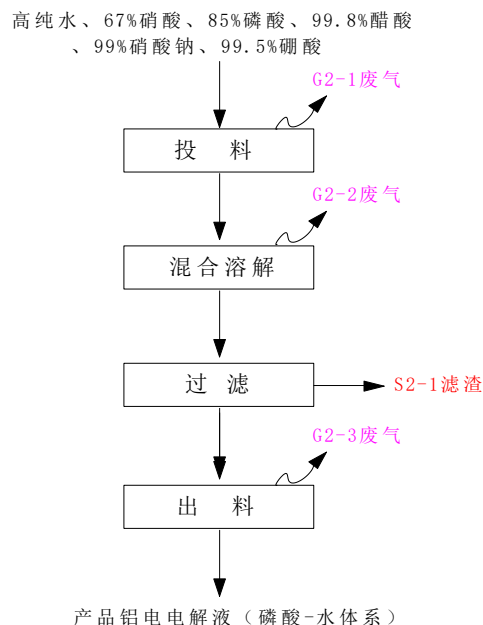 高纯水、67%硝酸、85%磷酸、99.8%醋酸
、99%硝酸钠、99.5%硼酸
G2-1废气
投 料
G2-2废气
混合溶解
过 滤
S2-1滤渣
G2-3废气
出 料
产品铝电电解液（磷酸-水体系）